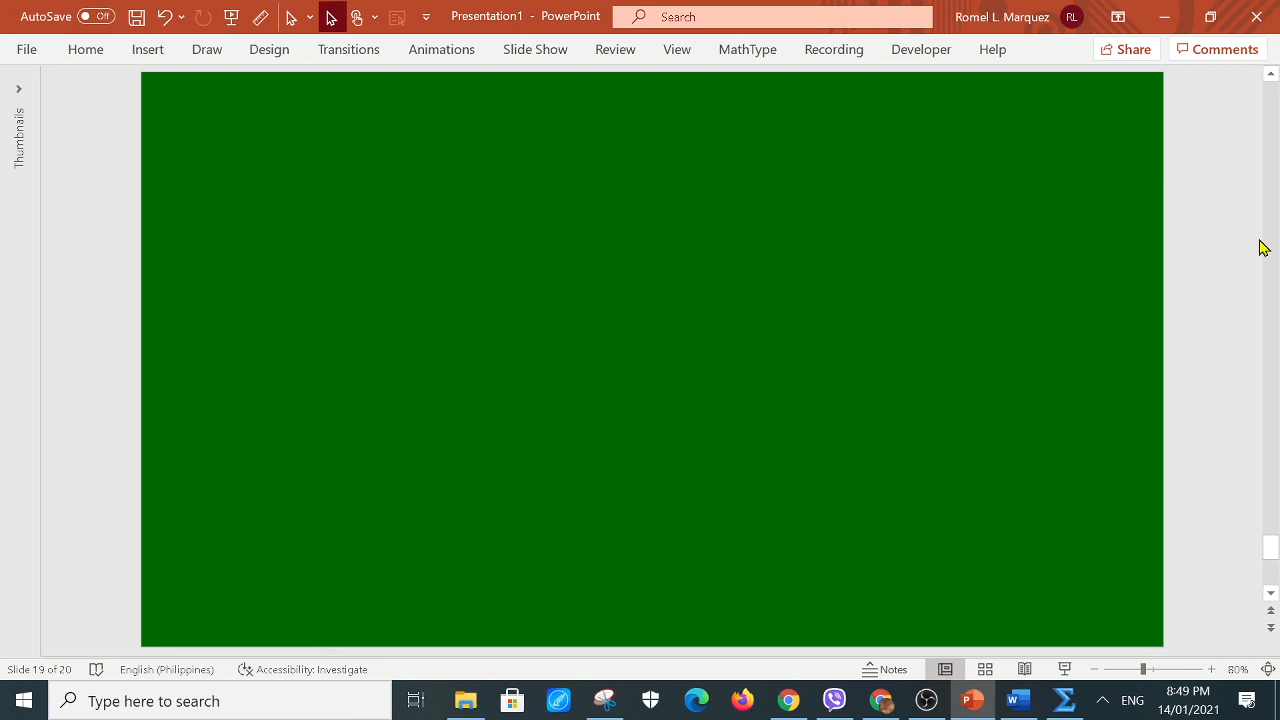 AutoSave Off Presentation1 - PowerPoint Search Romel L. Marquez RL
File Home Insert Draw Design Transitions Animations Slide Show Review View MathType Recording Developer Help Share Comments
Thumbnails
Slide 19 of 20 English (Philippines) Accessibility: Investigate Notes 80%
Type here to search ENG 8:49 PM
14/01/2021